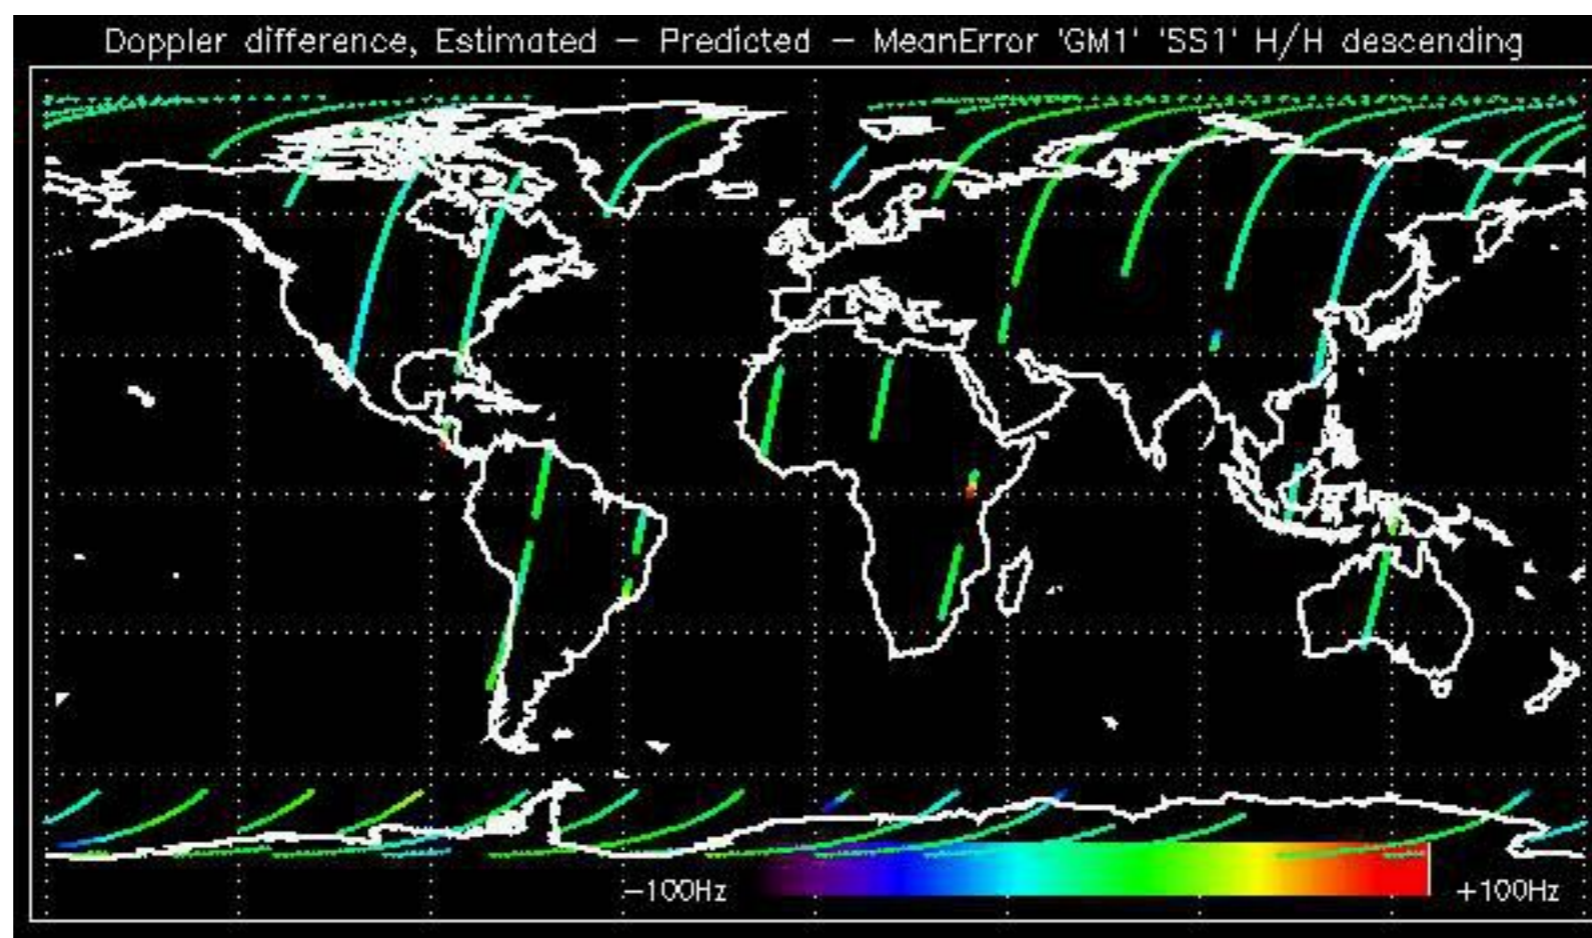 Doppler difference, Estimated – Predicted – MeanError 'GM1' 'SS1' H/H descending
–100Hz
+100Hz